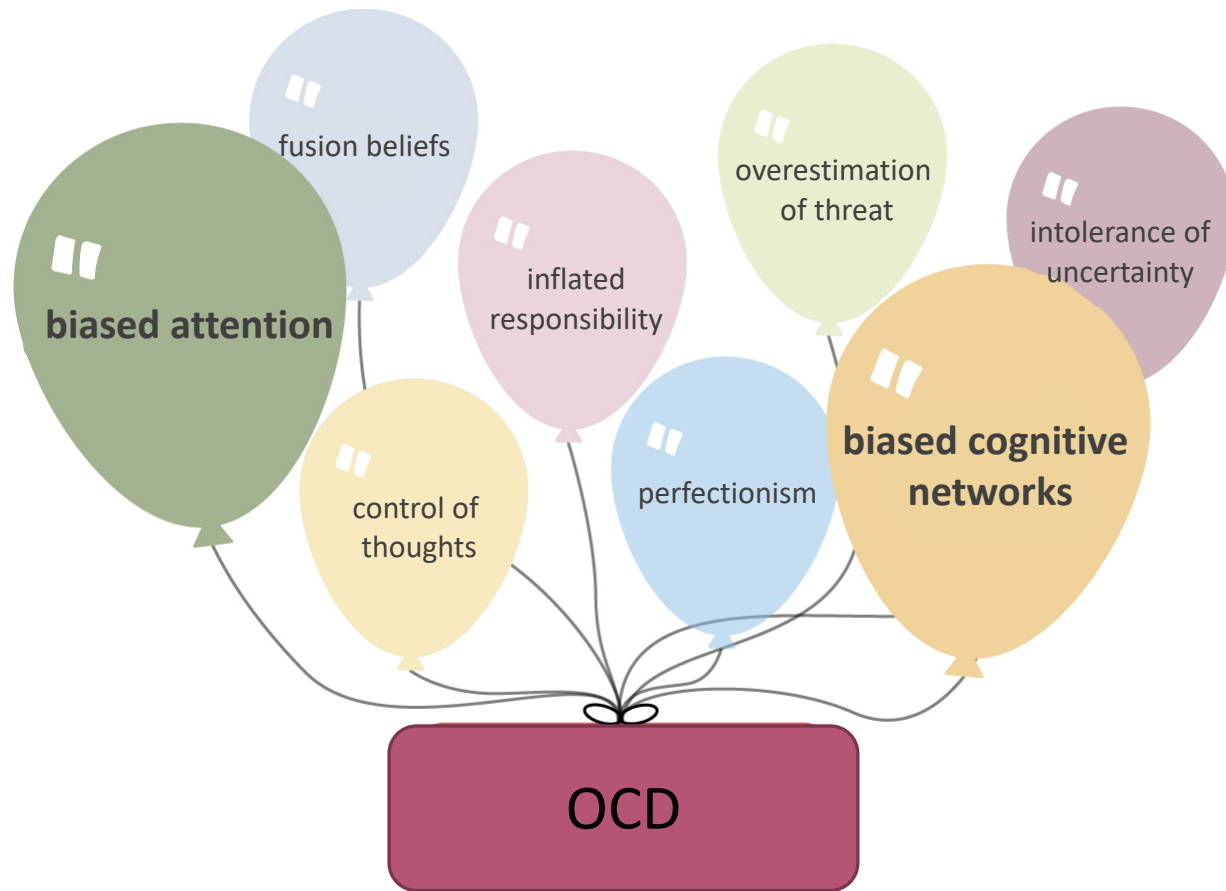 fusion beliefs
overestimation
of threat
intolerance of
uncertainty
inflated
responsibility
biased attention
biased cognitive
networks
perfectionism
control of
thoughts
OCD